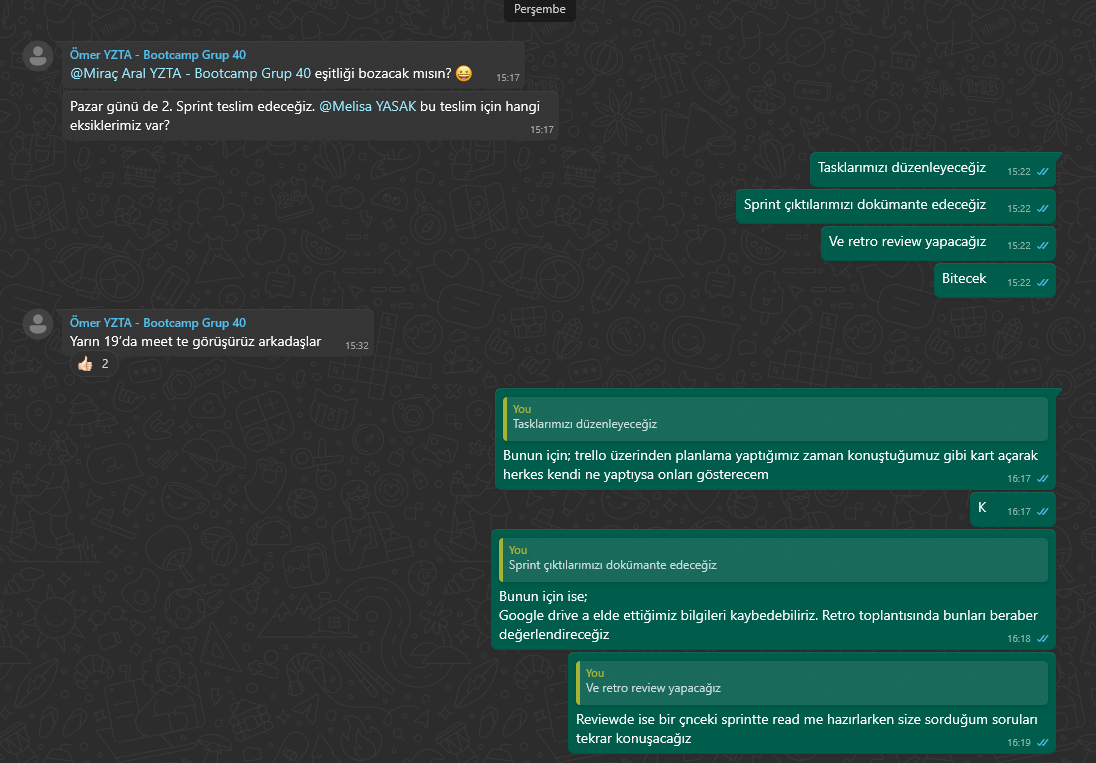 Perşembe
Ömer YZTA - Bootcamp Grup 40
@Miraç Aral YZTA - Bootcamp Grup 40 eşitliği bozacak mısın? 😄
15:17
Pazar günü de 2. Sprint teslim edeceğiz. @Melisa YASAK bu teslim için hangi
eksiklerimiz var?
15:17
Tasklarımızı düzenleyeceğiz
15:22
Sprint çıktılarımızı dokümante edeceğiz
15:22
Ve retro review yapacağız
15:22
Bitecek
15:22
Ömer YZTA - Bootcamp Grup 40
Yarın 19'da meet te görüşürüz arkadaşlar
15:32
👍🏻 2
You
Tasklarımızı düzenleyeceğiz
Bunun için; trello üzerinden planlama yaptığımız zaman konuştuğumuz gibi kart açarak
herkes kendi ne yaptıysa onları gösterecem
16:17
K
16:17
You
Sprint çıktılarımızı dokümante edeceğiz
Bunun için ise;
Google drive a elde ettiğimiz bilgileri kaybedebiliriz. Retro toplantısında bunları beraber
değerlendireceğiz
16:18
You
Ve retro review yapacağız
Reviewde ise bir çnceki sprintte read me hazırlarken size sorduğum soruları
tekrar konuşacağız
16:19